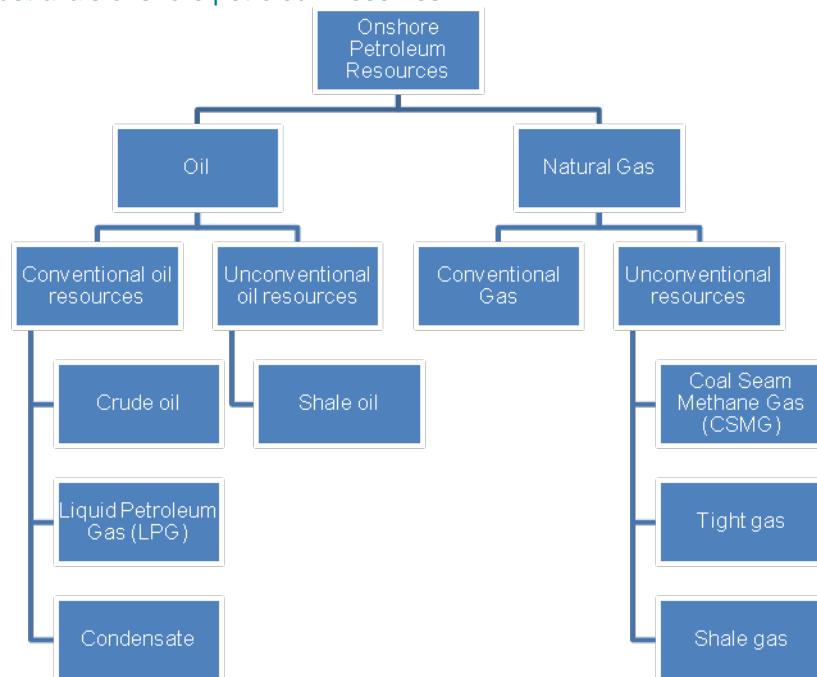 Onshore
Petroleum
Resources
Oil
Natural Gas
Conventional oil
resources
Unconventional
oil resources
Conventional
Gas
Unconventional
resources
Crude oil
Shale oil
Coal Seam
Methane Gas
(CSMG)
Liquid Petroleum
Gas (LPG)
Tight gas
Condensate
Shale gas